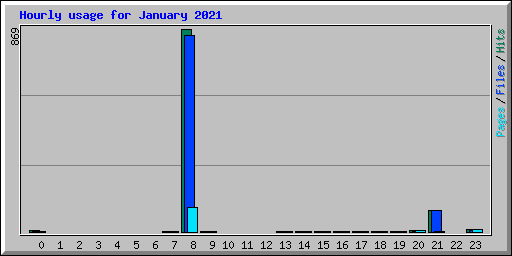 Hourly usage for January 2021
869
Pages / Files / Hits
0 1 2 3 4 5 6 7 8 9 10 11 12 13 14 15 16 17 18 19 20 21 22 23